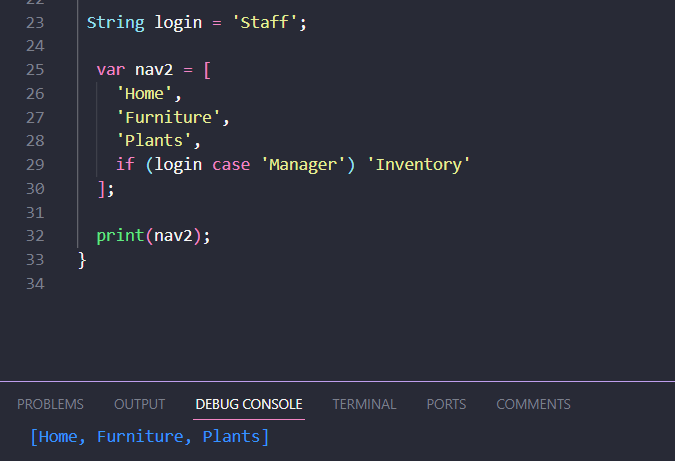 22
23 String login = 'Staff';
24
25 var nav2 = [
26 'Home',
27 'Furniture',
28 'Plants',
29 if (login case 'Manager') 'Inventory'
30 ];
31
32 print(nav2);
33 }
34
PROBLEMS OUTPUT DEBUG CONSOLE TERMINAL PORTS COMMENTS
[Home, Furniture, Plants]